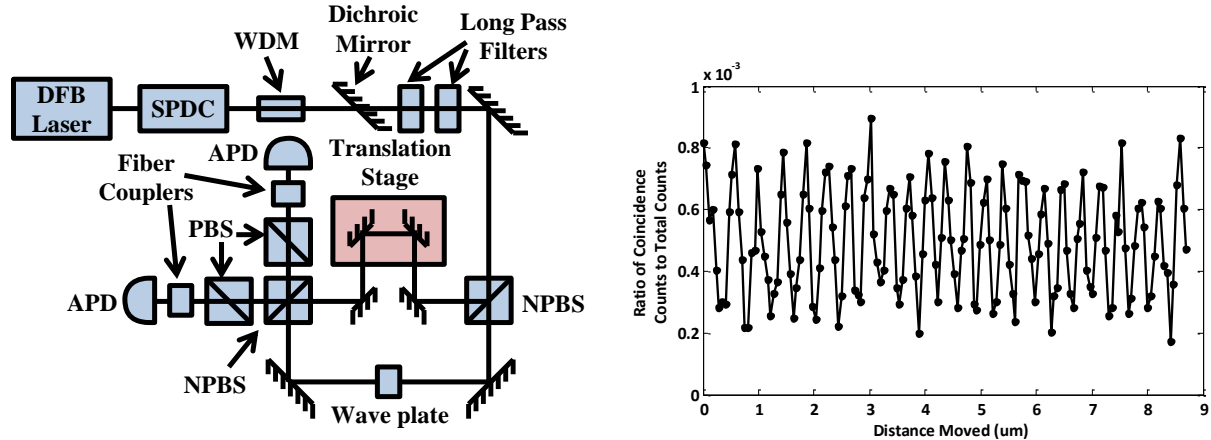 Dichroic
Mirror
Long Pass
Filters
WDM
DFB
Laser
SPDC
APD
Translation
Stage
Fiber
Couplers
PBS
APD
NPBS
NPBS
Wave plate
x 10-3
1
0.8
0.6
0.4
0.2
0
Ratio of Coincidence
Counts to Total Counts
0 1 2 3 4 5 6 7 8 9
Distance Moved (um)